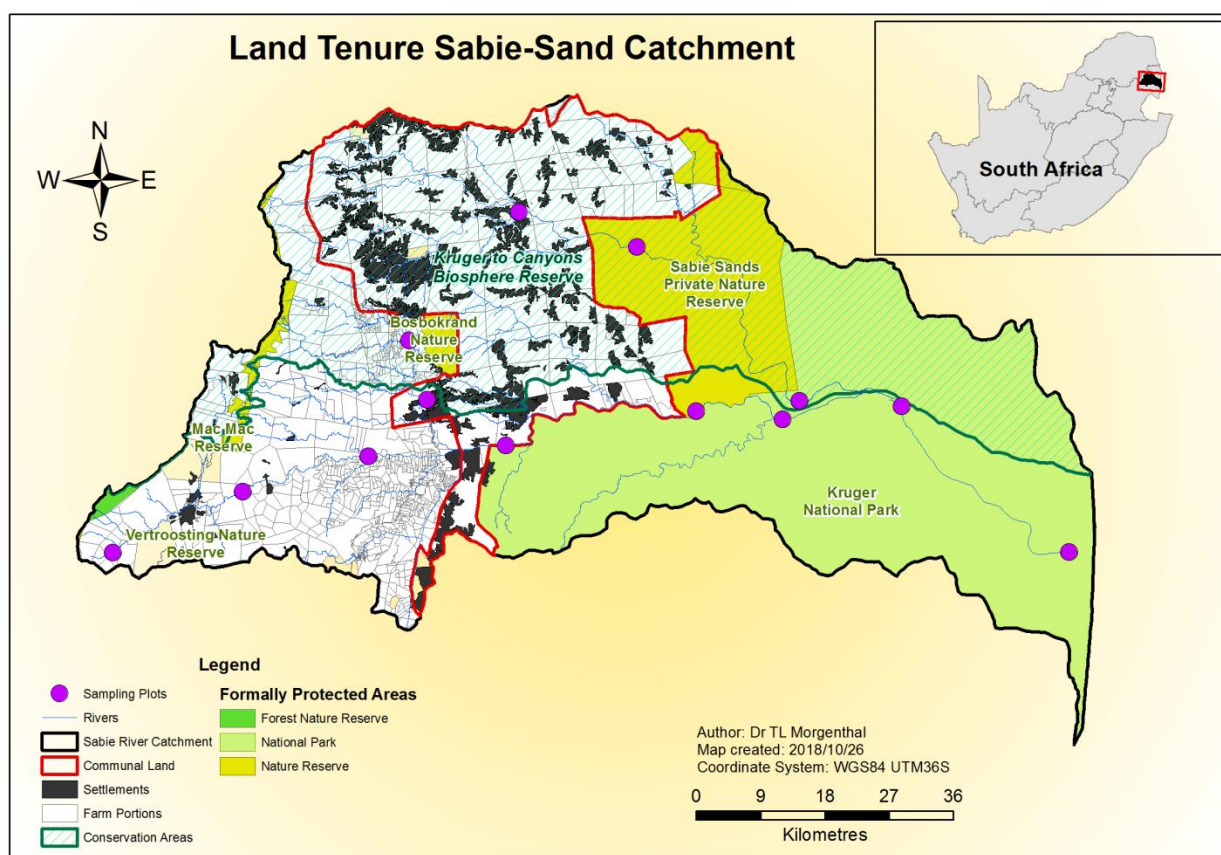 Land Tenure Sabie-Sand Catchment
N
W
E
S
South Africa
Kruger to Canyons
Biosphere Reserve
Sabie Sands
Private Nature
Reserve
Bosbokrand
Nature
Reserve
Mac Mac
Reserve
Kruger
National Park
Vertroosting Nature
Reserve
Legend
Sampling Plots
Rivers
Sabie River Catchment
Communal Land
Settlements
Farm Portions
Conservation Areas
Formally Protected Areas
Forest Nature Reserve
National Park
Nature Reserve
Author: Dr TL Morgenthal
Map created: 2018/10/26
Coordinate System: WGS84 UTM36S
0 9 18 27 36
Kilometres